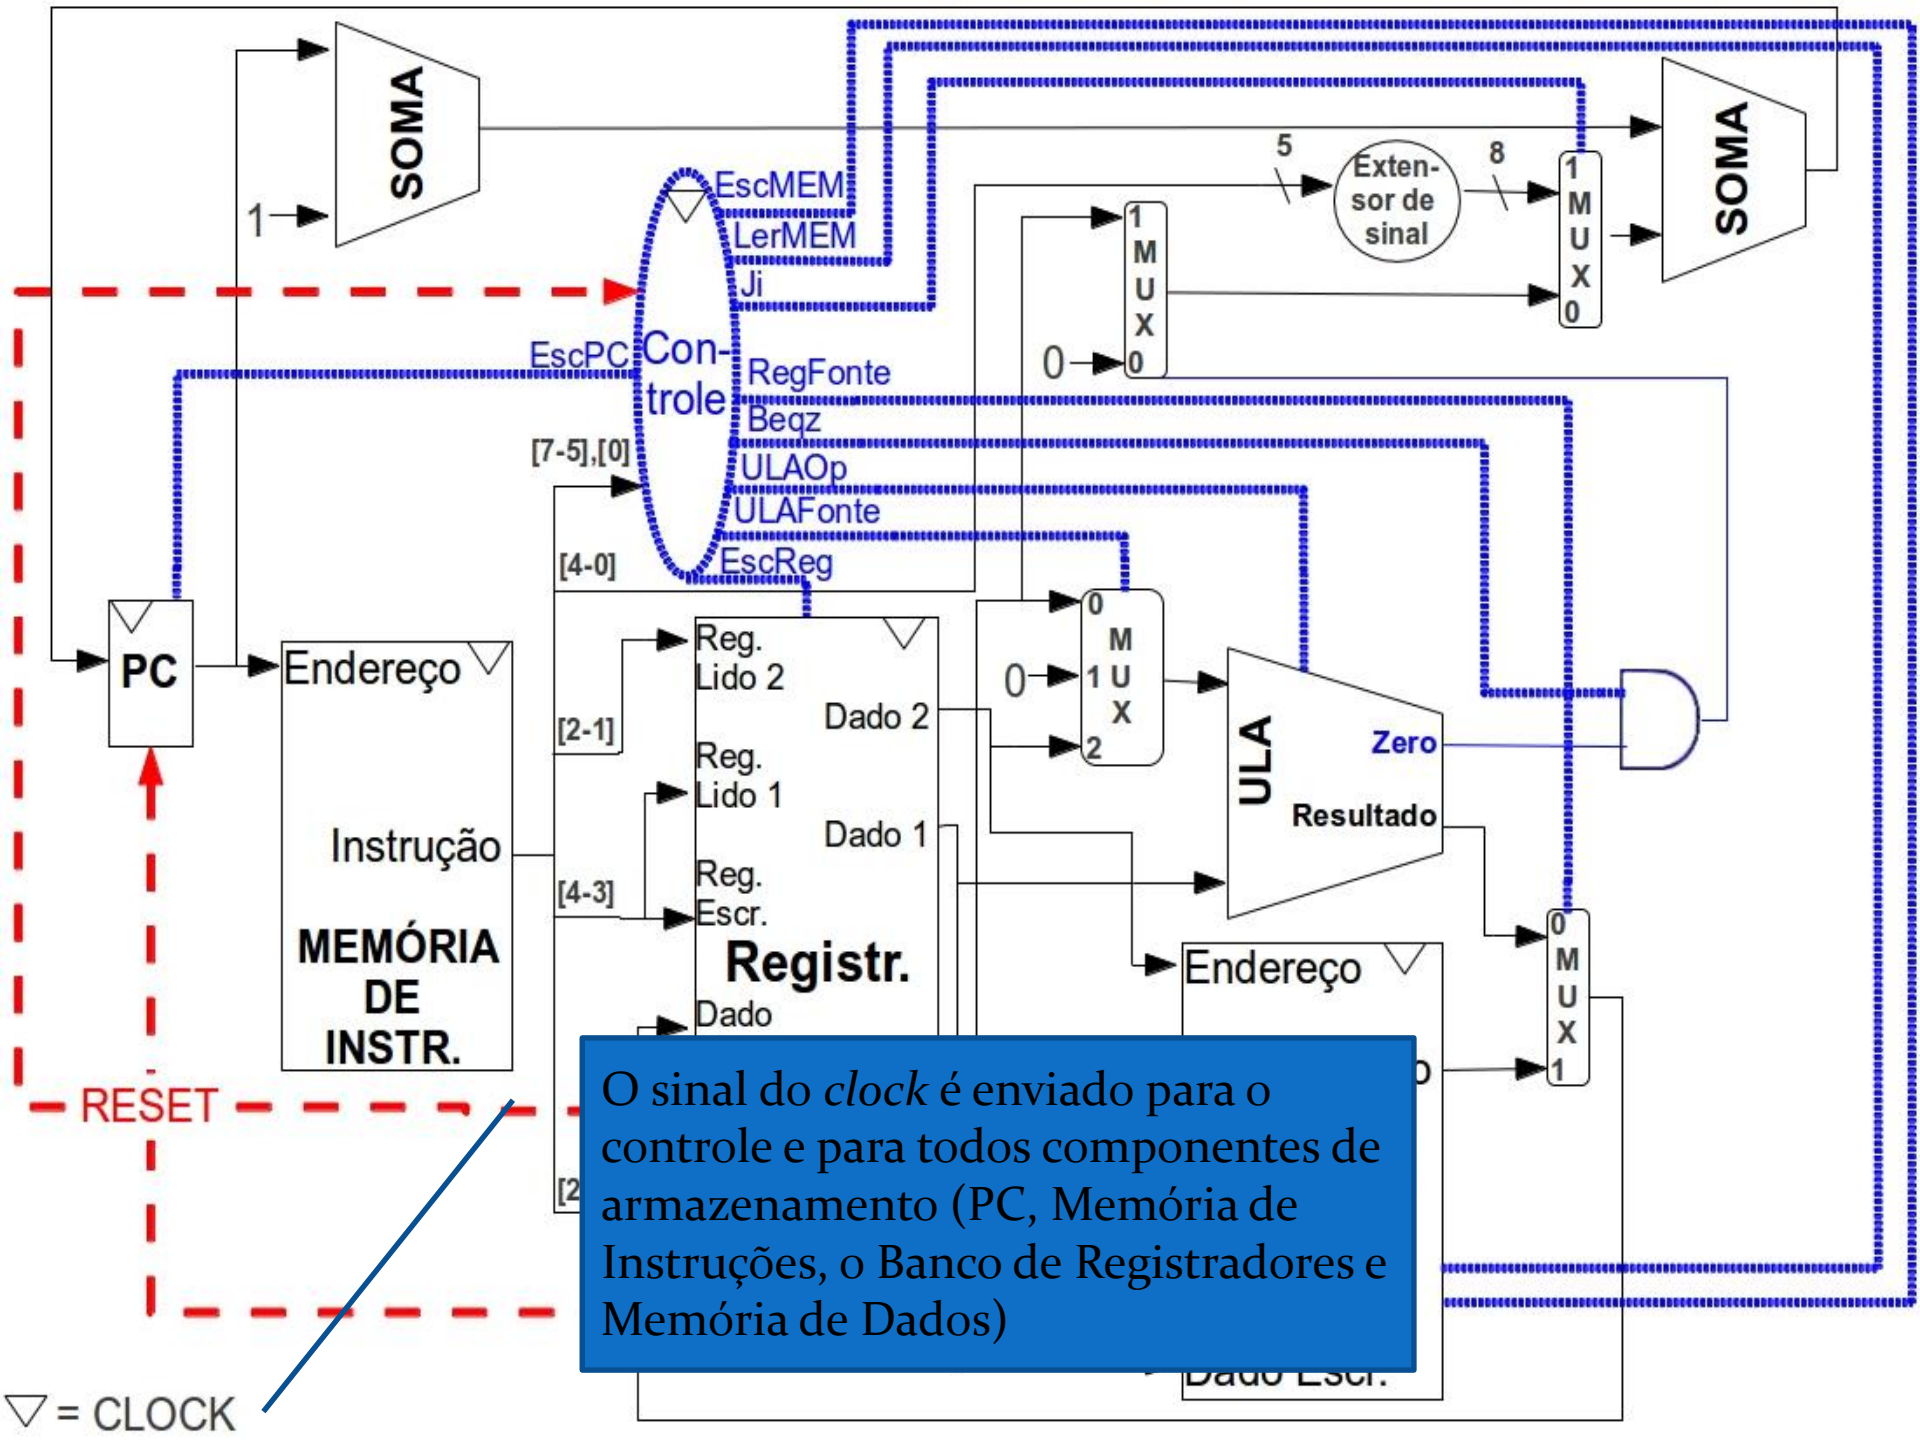 SOMA
1
EscMEM
LerMEM
Ji
5
Exten-
sor de
sinal
8
1
M
U
X
0
SOMA
1
M
U
X
0
0
EscPC
Con-
trole
RegFonte
Beqz
ULAOp
ULAFonte
EscReg
[7-5],[0]
[4-0]
PC
Endereço
Instrução
MEMÓRIA
DE
INSTR.
[2-1]
[4-3]
Reg.
Lido 2
Dado 2
Reg.
Lido 1
Dado 1
Reg.
Escr.
Registr.
Dado
0
M
0
1 U
X
2
ULA
Zero
Resultado
0
M
U
X
1
Endereço
RESET
O sinal do clock é enviado para o
controle e para todos componentes de
armazenamento (PC, Memória de
Instruções, o Banco de Registradores e
Memória de Dados)
[2
Dado Escr.
= CLOCK